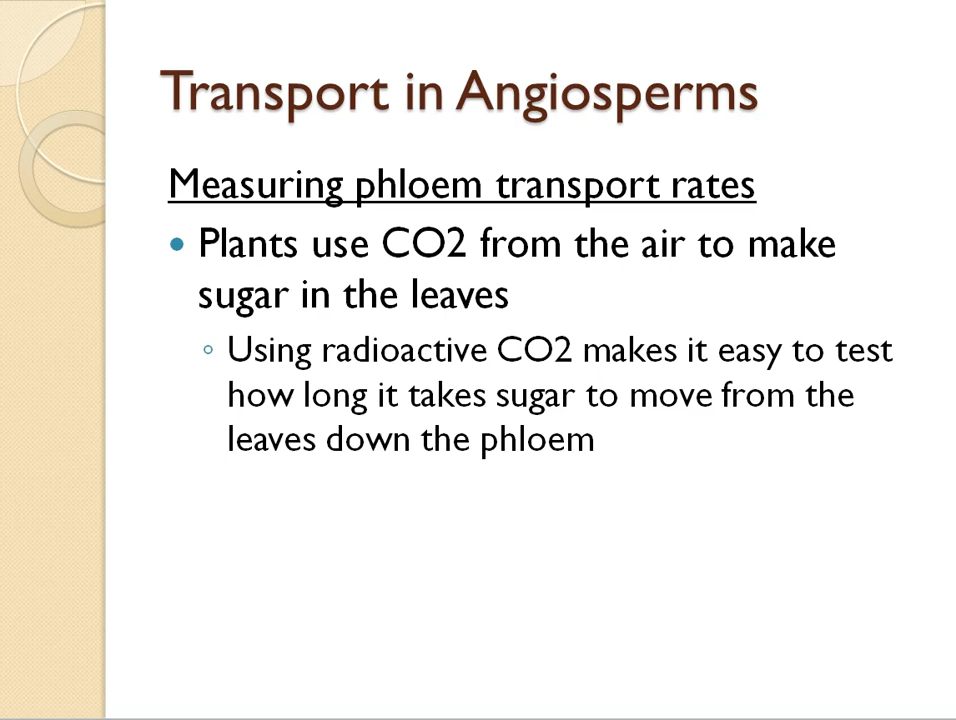 Transport in Angiosperms
Measuring phloem transport rates
• Plants use CO2 from the air to make
sugar in the leaves
◦ Using radioactive CO2 makes it easy to test
how long it takes sugar to move from the
leaves down the phloem